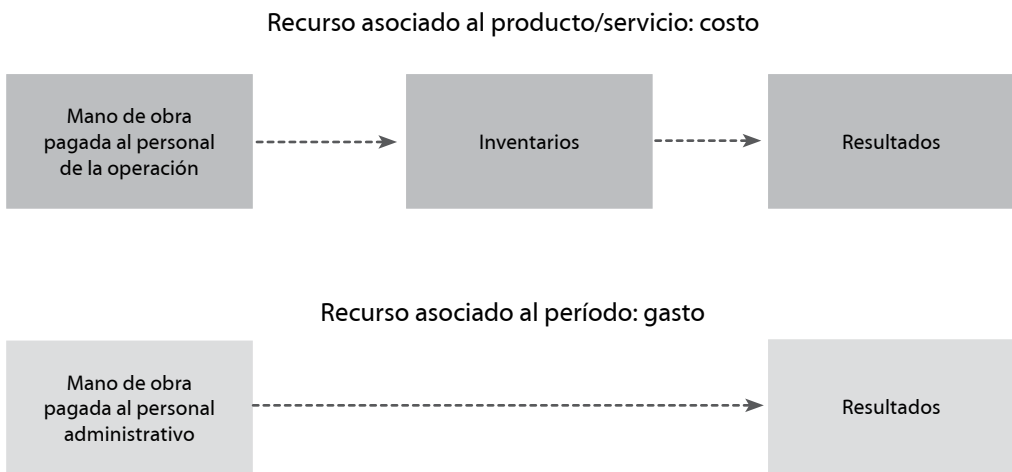 Recurso asociado al producto/servicio: costo
Mano de obra
pagada al personal
de la operación
Inventarios
Resultados
Recurso asociado al período: gasto
Mano de obra
pagada al personal
administrativo
Resultados